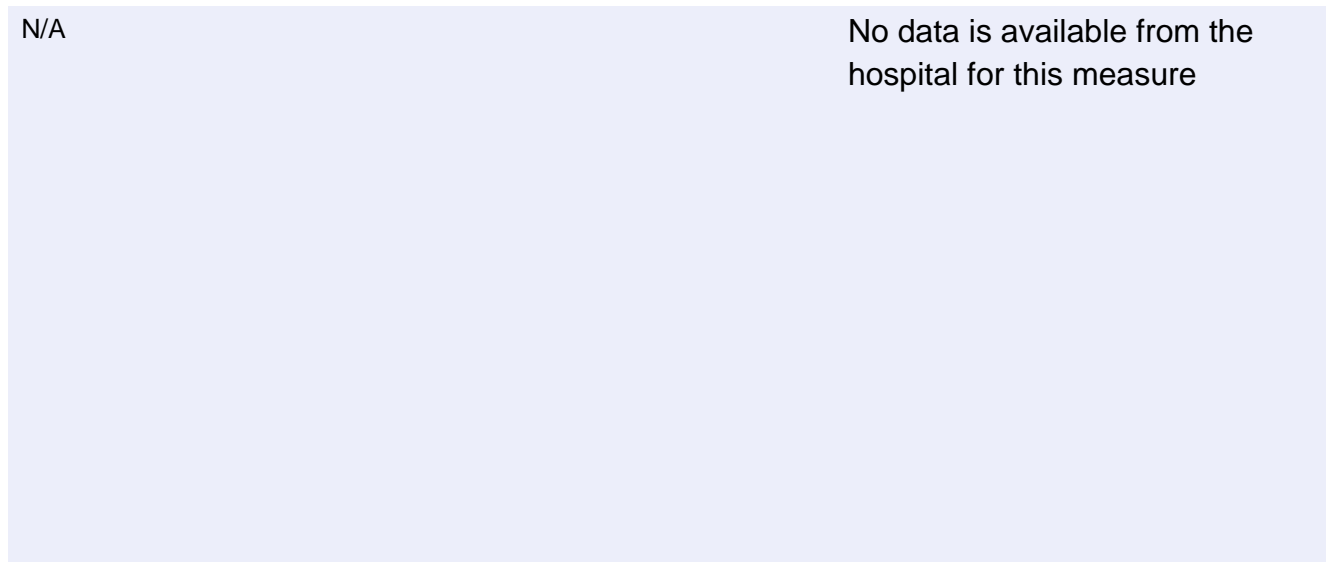 N/A
No data is available from the
hospital for this measure